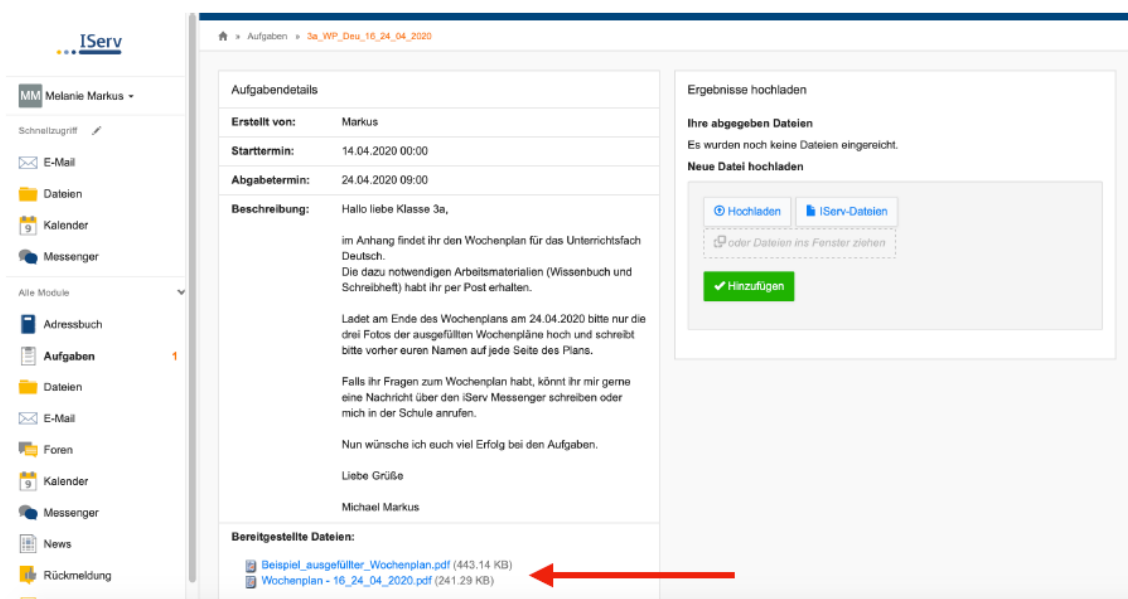 IServ
MM Melanie Markus
Schnellzugriff
E-Mail
Dateien
9 Kalender
Messenger
Alle Module
Adressbuch
Aufgaben 1
Dateien
E-Mail
Foren
9 Kalender
Messenger
News
Rückmeldung
» Aufgaben » 3a_WP_Deu_16_24_04_2020
Aufgabendetails
Erstellt von: Markus
Starttermin: 14.04.2020 00:00
Abgabetermin: 24.04.2020 09:00
Beschreibung: Hallo liebe Klasse 3a,
im Anhang findet ihr den Wochenplan für das Unterrichtsfach
Deutsch.
Die dazu notwendigen Arbeitsmaterialien (Wissenbuch und
Schreibheft) habt ihr per Post erhalten.
Ladet am Ende des Wochenplans am 24.04.2020 bitte nur die
drei Fotos der ausgefüllten Wochenpläne hoch und schreibt
bitte vorher euren Namen auf jede Seite des Plans.
Falls ihr Fragen zum Wochenplan habt, könnt ihr mir gerne
eine Nachricht über den iServ Messenger schreiben oder
mich in der Schule anrufen.
Nun wünsche ich euch viel Erfolg bei den Aufgaben.
Liebe Grüße
Michael Markus
Bereitgestellte Dateien:
Beispiel_ausgefüllter_Wochenplan.pdf (443.14 KB)
Wochenplan - 16_24_04_2020.pdf (241.29 KB)
Ergebnisse hochladen
Ihre abgegeben Dateien
Es wurden noch keine Dateien eingereicht.
Neue Datei hochladen
Hochladen
IServ-Dateien
oder Dateien ins Fenster ziehen
Hinzufügen